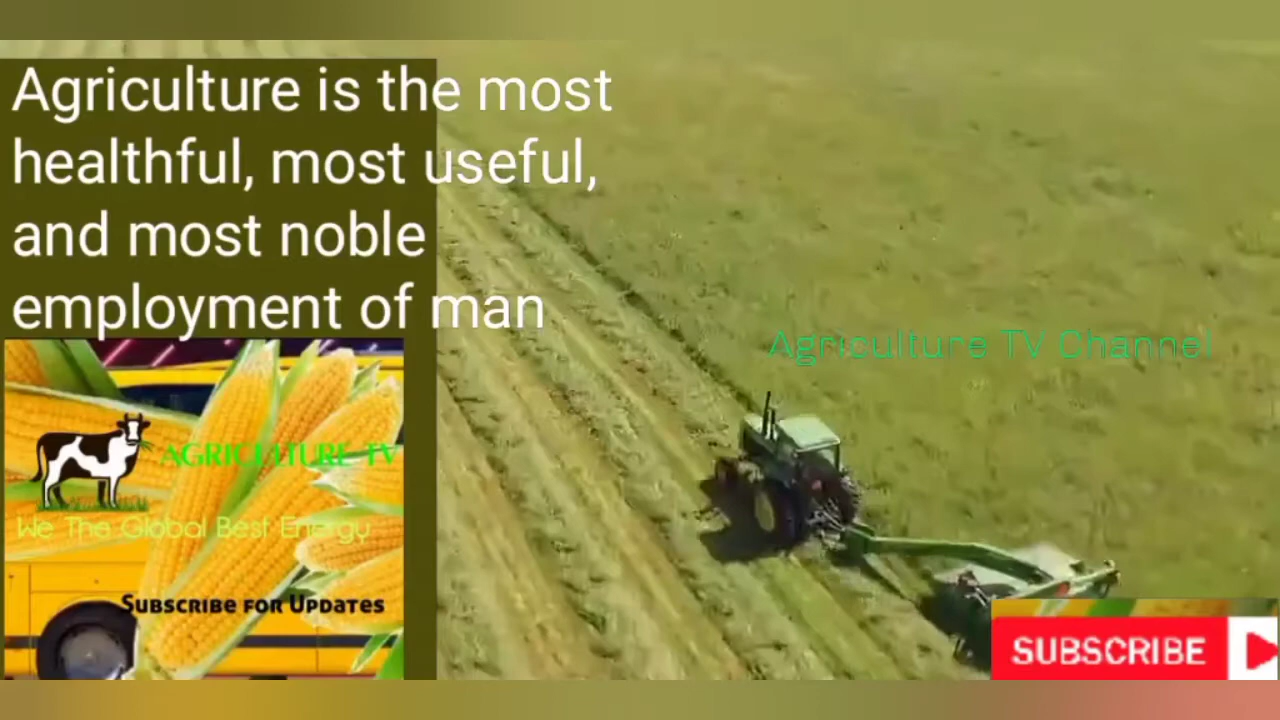 Agriculture is the most
healthful, most useful,
and most noble
employment of man
Agriculture TV Channel
AGRICULTURE TV
We The Global Best Energy
Subscribe for Updates
SUBSCRIBE